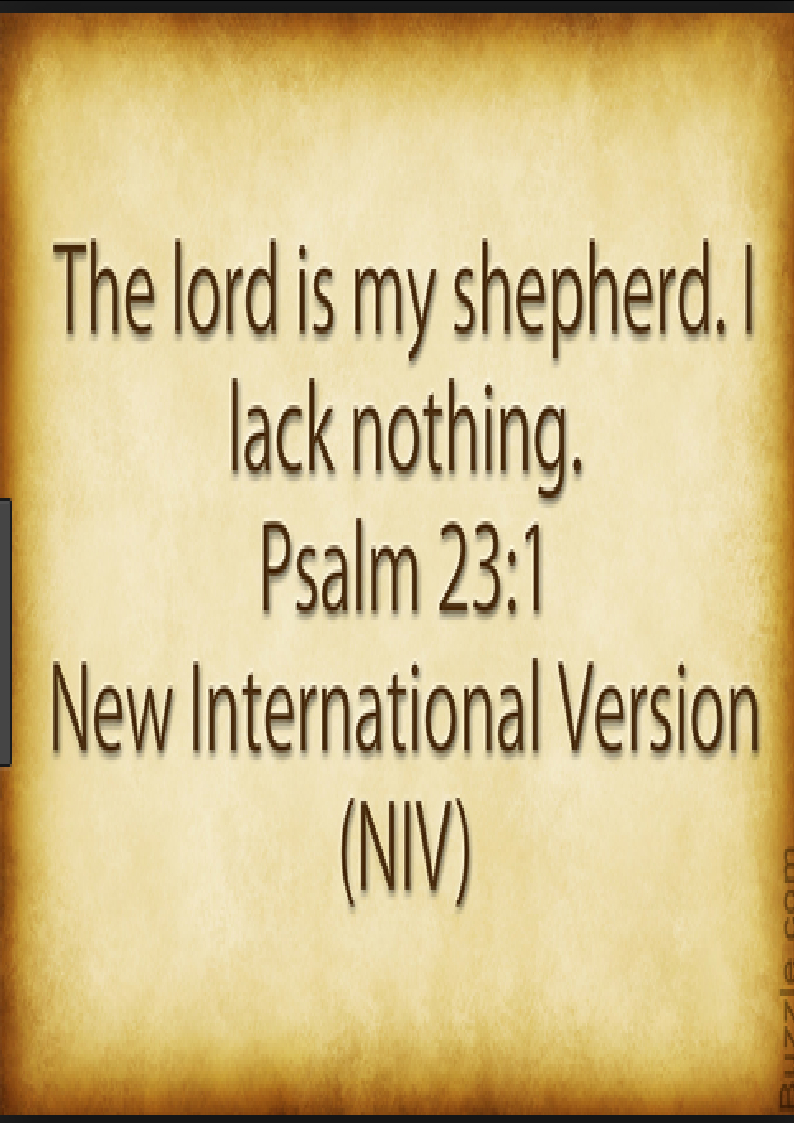 The lord is my shepherd. I
lack nothing.
Psalm 23:1
New International Version
(NIV)
Buzzle.com